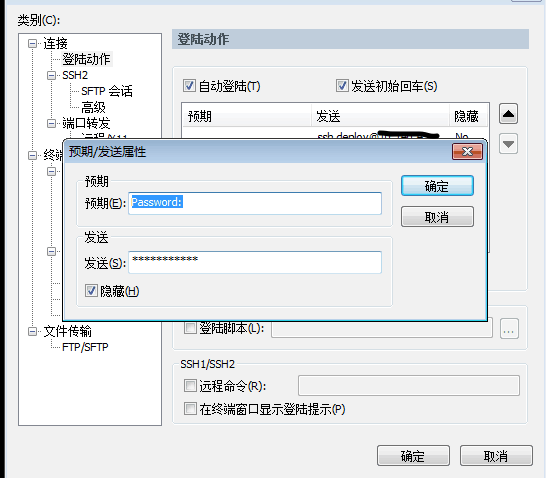 类别(C):
连接
登陆动作
SSH2
SFTP 会话
高级
端口转发
终端
文件传输
FTP/SFTP
登陆动作
自动登陆(T)
发送初始回车(S)
预期 发送 隐藏
ssh deploy@ No
预期/发送属性
预期
预期(E): Password:
发送
发送(S): ***********
隐藏(H)
确定
取消
登陆脚本(L):
...
SSH1/SSH2
远程命令(R):
在终端窗口显示登陆提示(P)
确定 取消